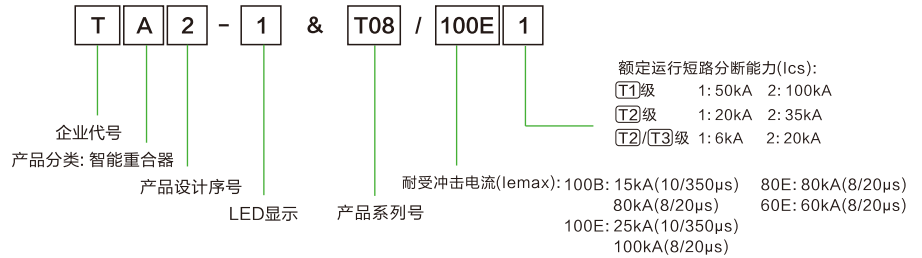 T A 2 - 1 & T08 / 100E 1
额定运行短路分断能力(Ics):
T1级 1: 50kA 2: 100kA
T2级 1: 20kA 2: 35kA
T2/T3级 1: 6kA 2: 20kA
企业代号
产品分类: 智能重合器
产品设计序号
LED显示
产品系列号
耐受冲击电流(Iemax): 100B: 15kA(10/350μs) 80E: 80kA(8/20μs)
80kA(8/20μs) 60E: 60kA(8/20μs)
100E: 25kA(10/350μs)
100kA(8/20μs)